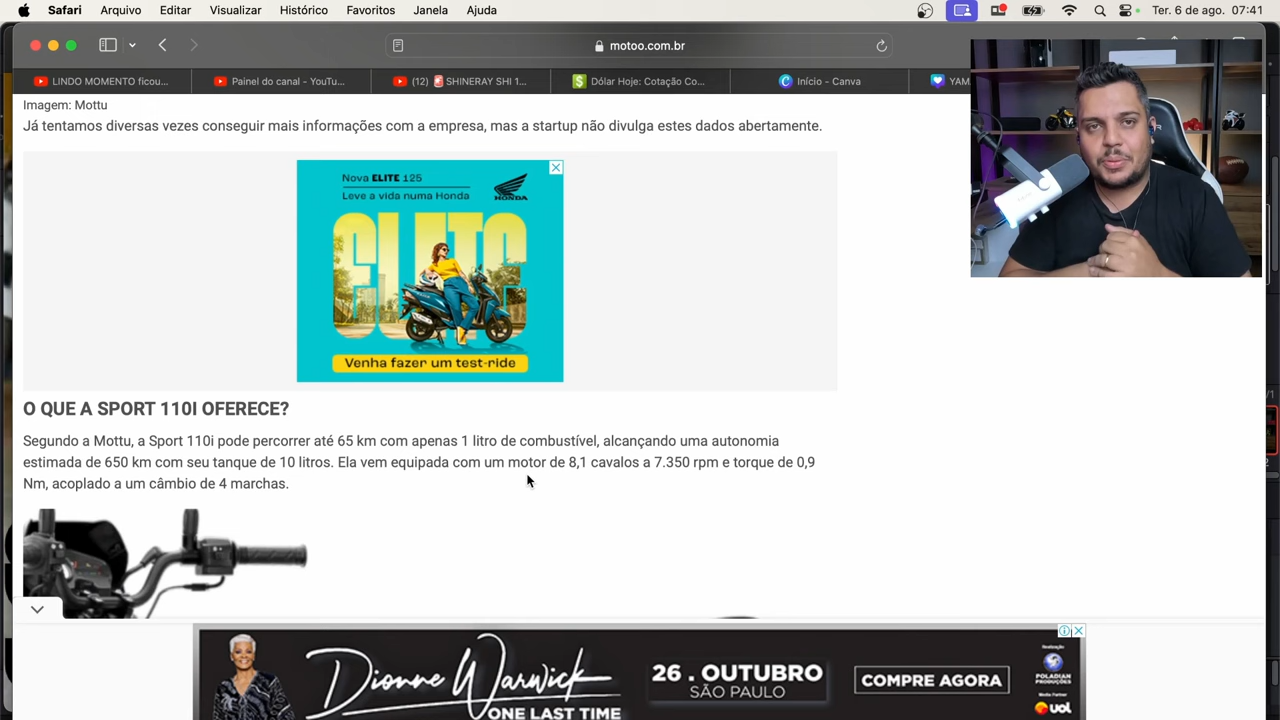 Safari Arquivo Editar Visualizar Histórico Favoritos Janela Ajuda Ter. 6 de ago. 07:41
motoo.com.br
LINDO MOMENTO ficou... Painel do canal - YouTu... (12) 🚨 SHINERAY SHI 1... Dólar Hoje: Cotação Co... Início - Canva YAM
Imagem: Mottu
Já tentamos diversas vezes conseguir mais informações com a empresa, mas a startup não divulga estes dados abertamente.
Nova ELITE 125
Leve a vida numa Honda
HONDA
ELITE
Venha fazer um test-ride
O QUE A SPORT 110I OFERECE?
Segundo a Mottu, a Sport 110i pode percorrer até 65 km com apenas 1 litro de combustível, alcançando uma autonomia
estimada de 650 km com seu tanque de 10 litros. Ela vem equipada com um motor de 8,1 cavalos a 7.350 rpm e torque de 0,9
Nm, acoplado a um câmbio de 4 marchas.
Dionne Warwick
ONE LAST TIME
26 . OUTUBRO
SÃO PAULO
COMPRE AGORA
Realização
POLADIAN
PRODUÇÕES
Media Partner
UOL